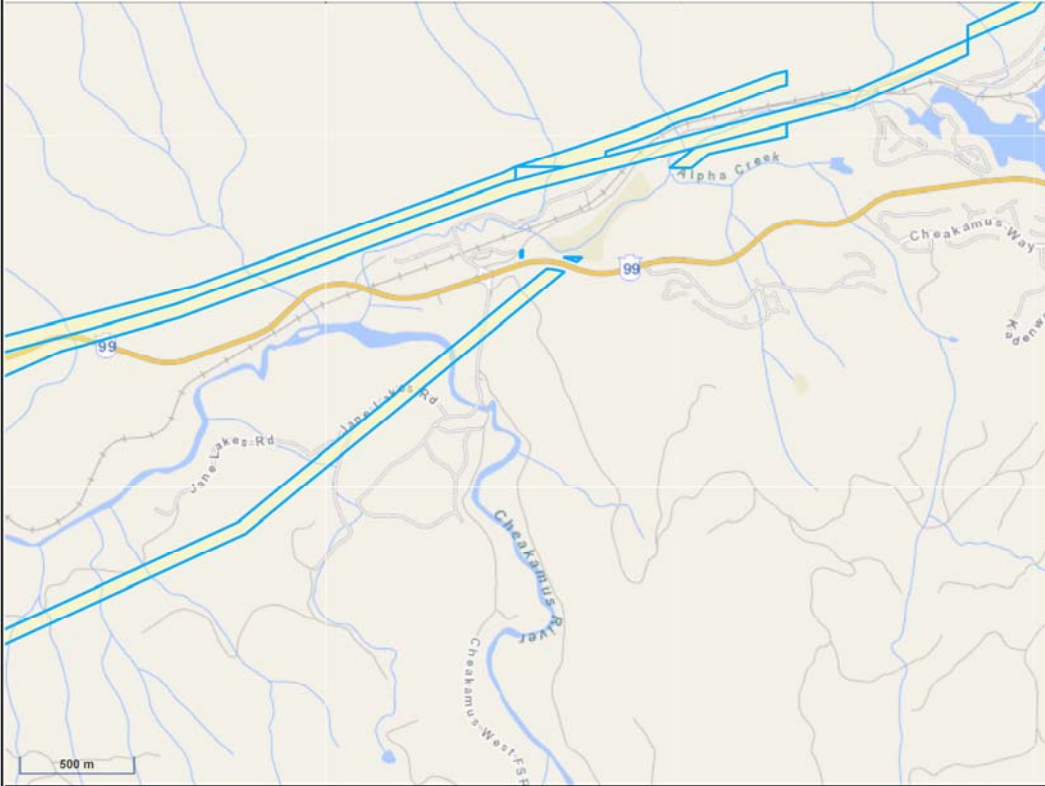 Alpha Creek
Cheakamus Way
99
99
Jane Lakes Rd
Jane Lakes Rd
Cheakamus River
Cheakamus West FSR
500 m